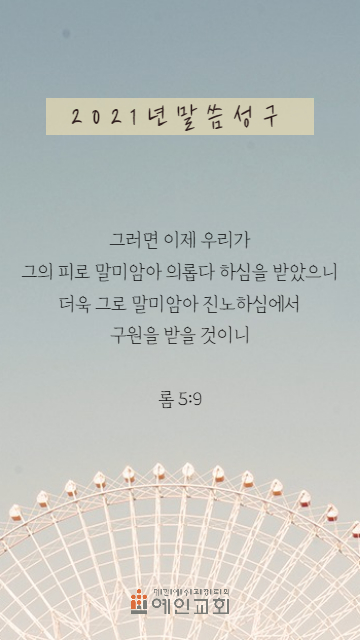 2021년말씀성구
그러면 이제 우리가
그의 피로 말미암아 의롭다 하심을 받았으니
더욱 그로 말미암아 진노하심에서
구원을 받을 것이니
롬 5:9
예인교회